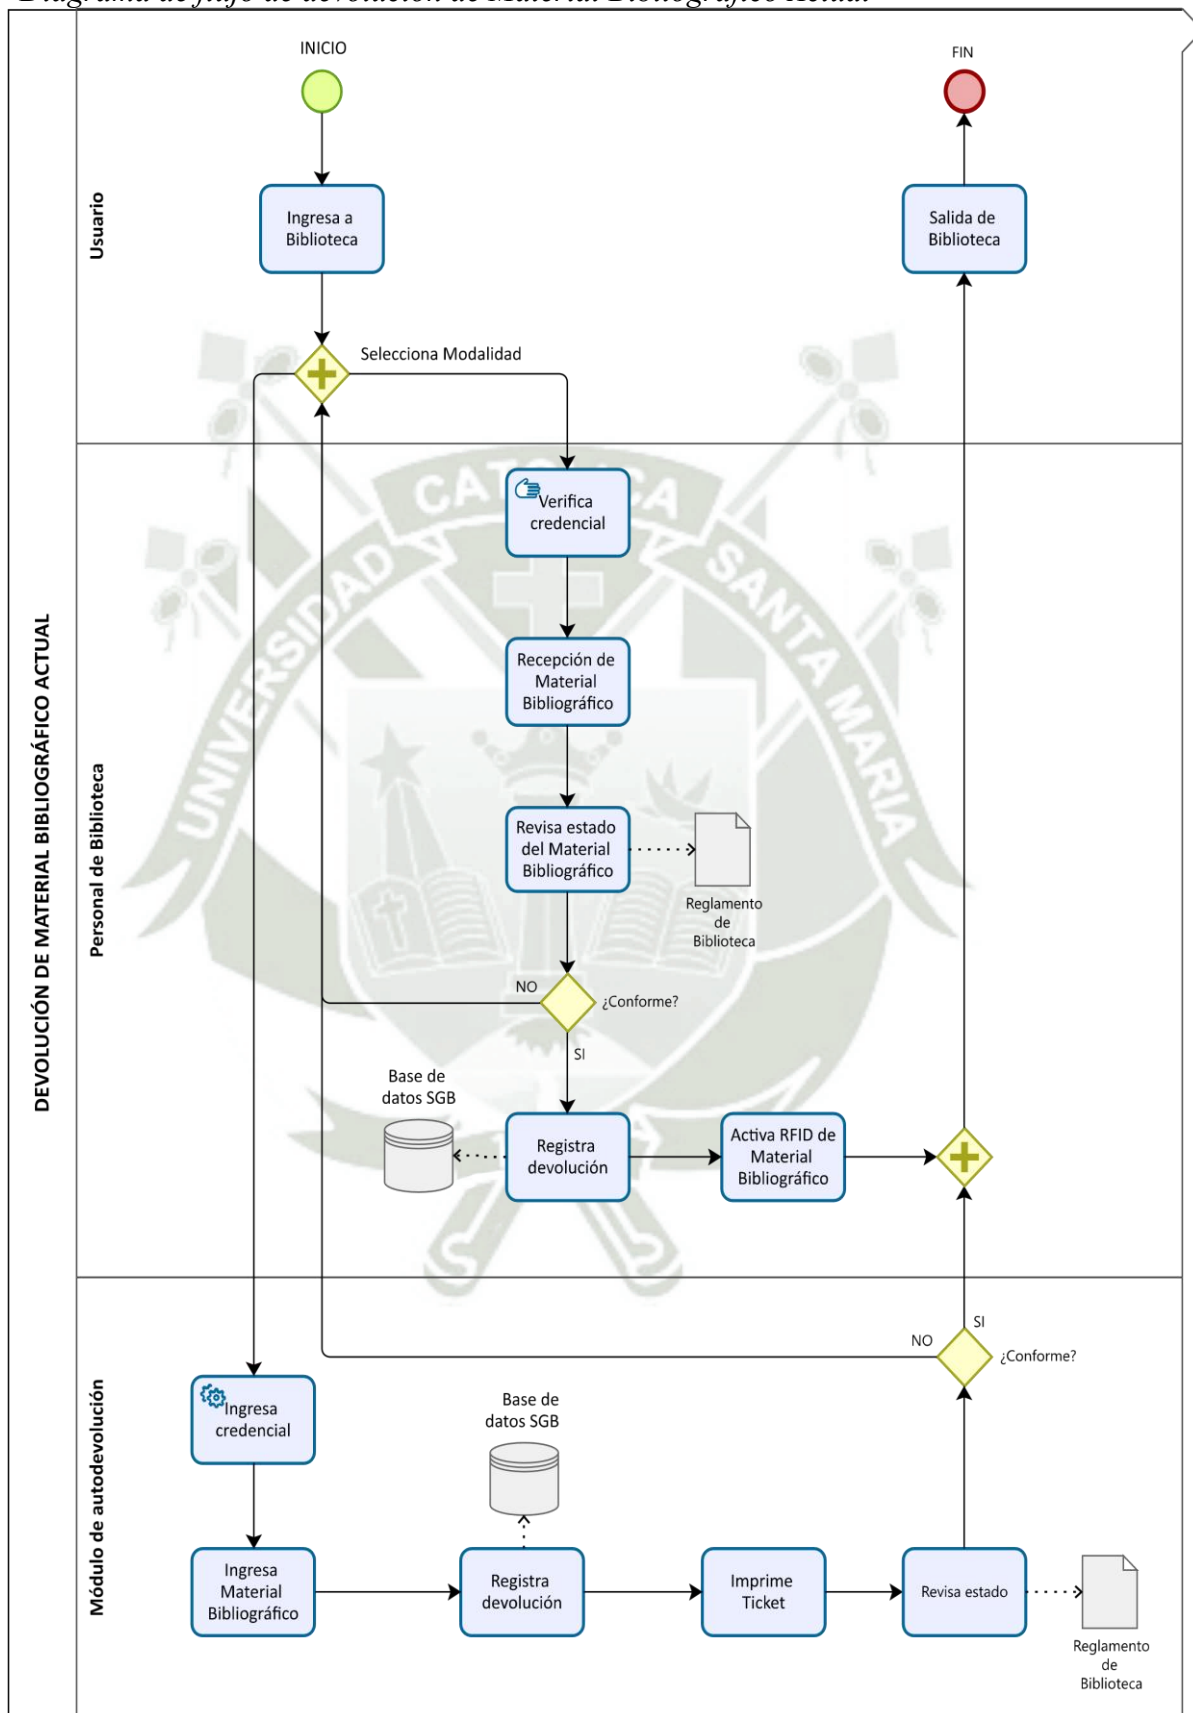 Diagrama de flujo de devolución de Material Bibliográfico Actual
DEVOLUCIÓN DE MATERIAL BIBLIOGRÁFICO ACTUAL
Usuario
INICIO
FIN
Ingresa a
Biblioteca
Salida de
Biblioteca
Selecciona Modalidad
Personal de Biblioteca
UNIVERSIDAD
CATOLICA
SANTA MARIA
Verifica
credencial
Recepción de
Material
Bibliográfico
Revisa estado
del Material
Bibliográfico
Reglamento
de
Biblioteca
NO
¿Conforme?
SI
Base de
datos SGB
Registra
devolución
Activa RFID de
Material
Bibliográfico
Módulo de autodevolución
SI
NO
¿Conforme?
Ingresa
credencial
Base de
datos SGB
Ingresa
Material
Bibliográfico
Registra
devolución
Imprime
Ticket
Revisa estado
Reglamento
de
Biblioteca